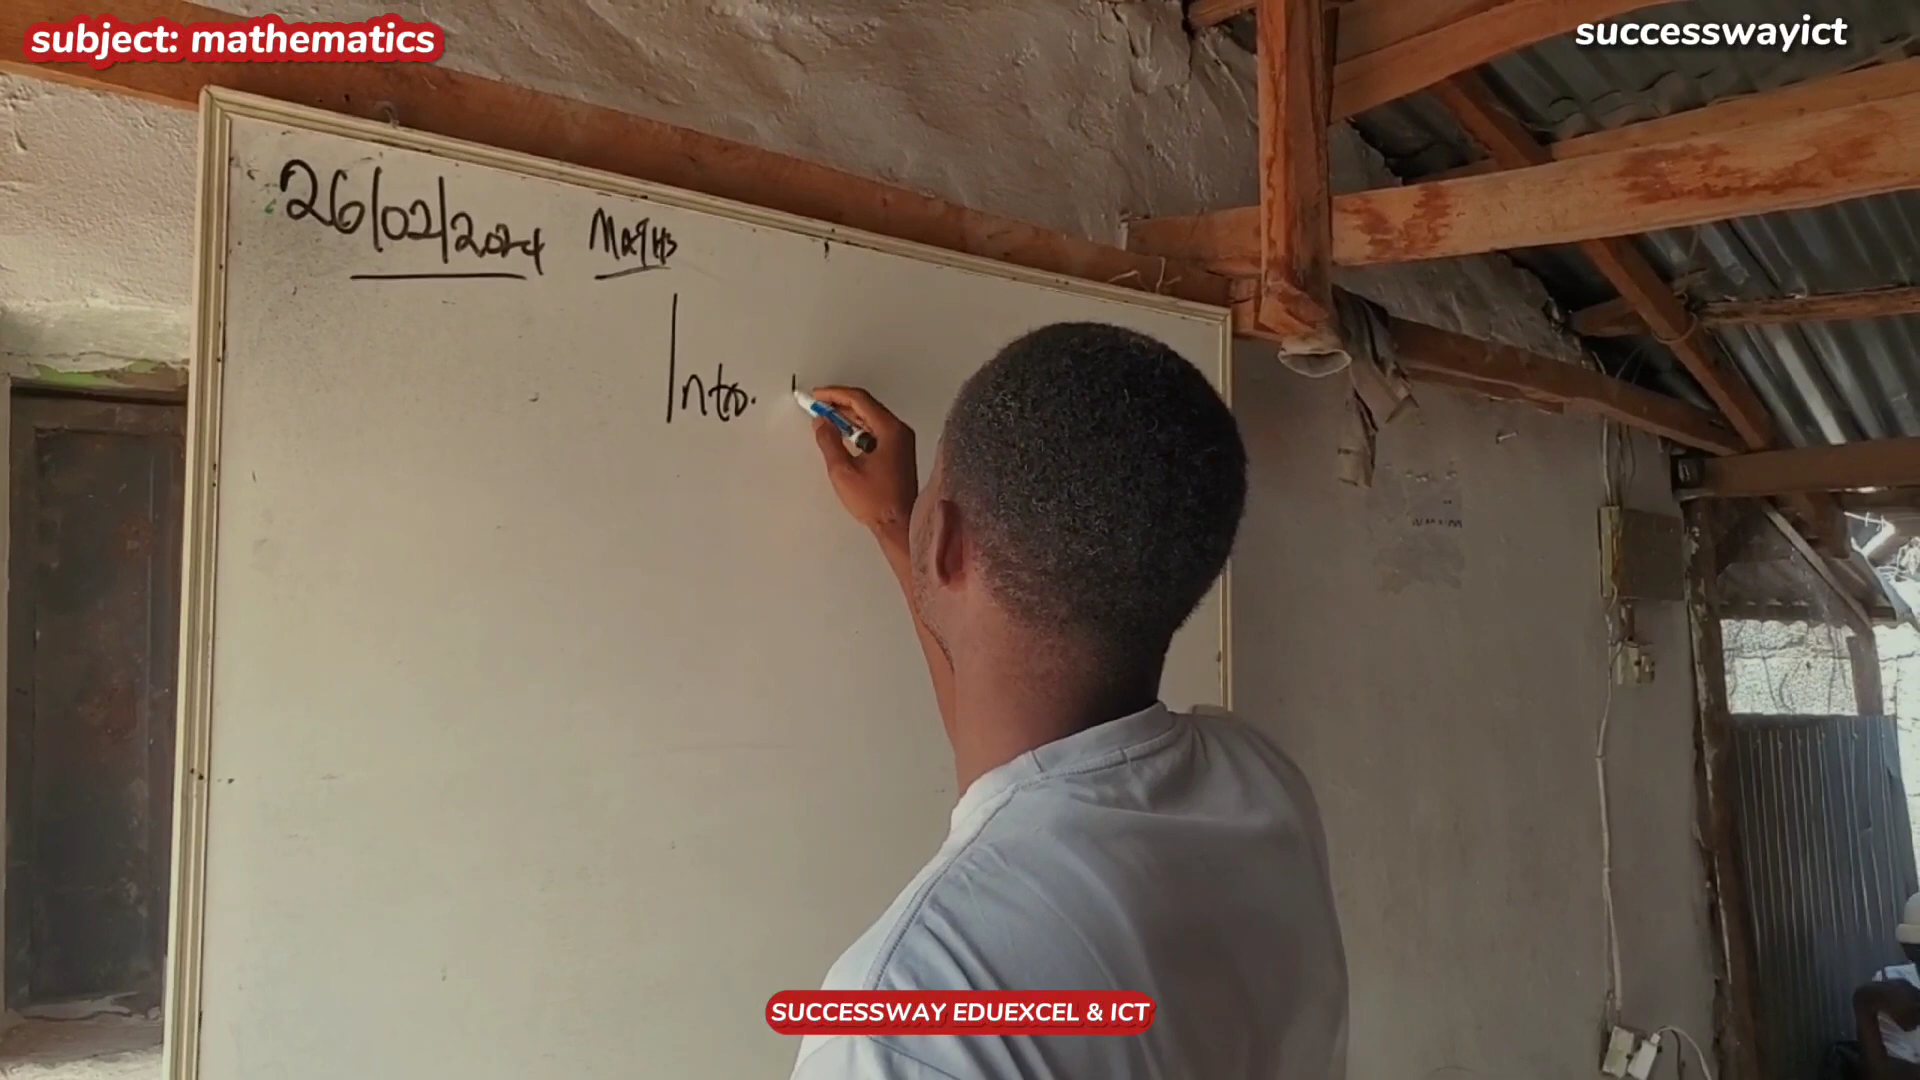 subject: mathematics
successwayict
26/02/2024 Maths
Intro.
SUCCESSWAY EDUEXCEL & ICT